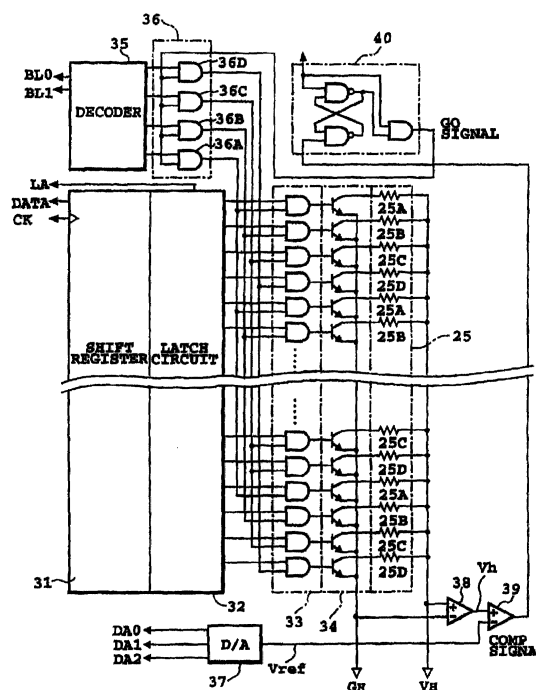 36
35
40
36D
BL0
BL1
36C
DECODER
36B
36A
GO
SIGNAL
LA
DATA
CK
25A
25B
25C
25D
25A
25B
SHIFT
REGISTER
LATCH
CIRCUIT
25
25C
25D
25A
25B
25C
25D
31
32
33
34
38
Vh
39
COMP
SIGNAL
DA0
DA1
DA2
D/A
37
Vref
GH
VH